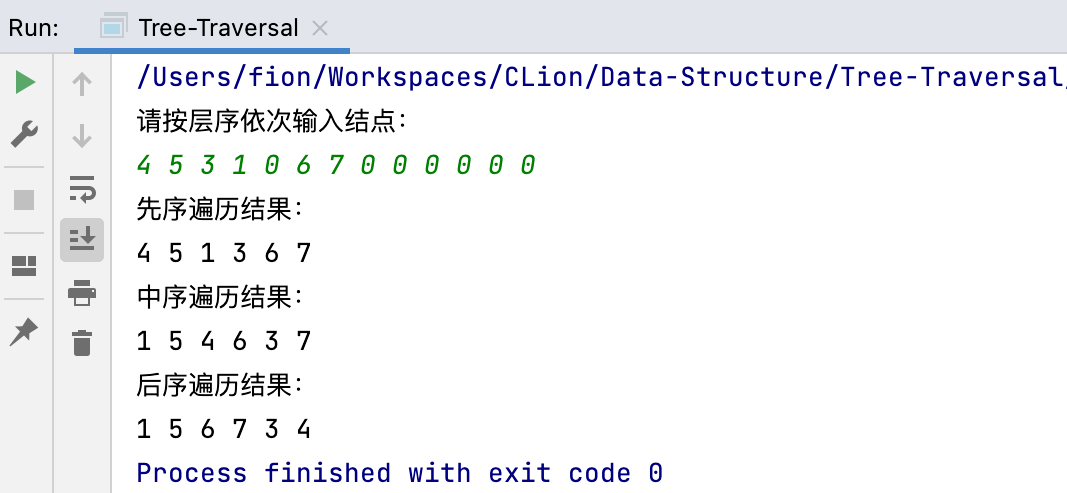 Run: Tree-Traversal
/Users/fion/Workspaces/CLion/Data-Structure/Tree-Traversal/
请按层序依次输入结点：
4 5 3 1 0 6 7 0 0 0 0 0 0
先序遍历结果：
4 5 1 3 6 7
中序遍历结果：
1 5 4 6 3 7
后序遍历结果：
1 5 6 7 3 4
Process finished with exit code 0